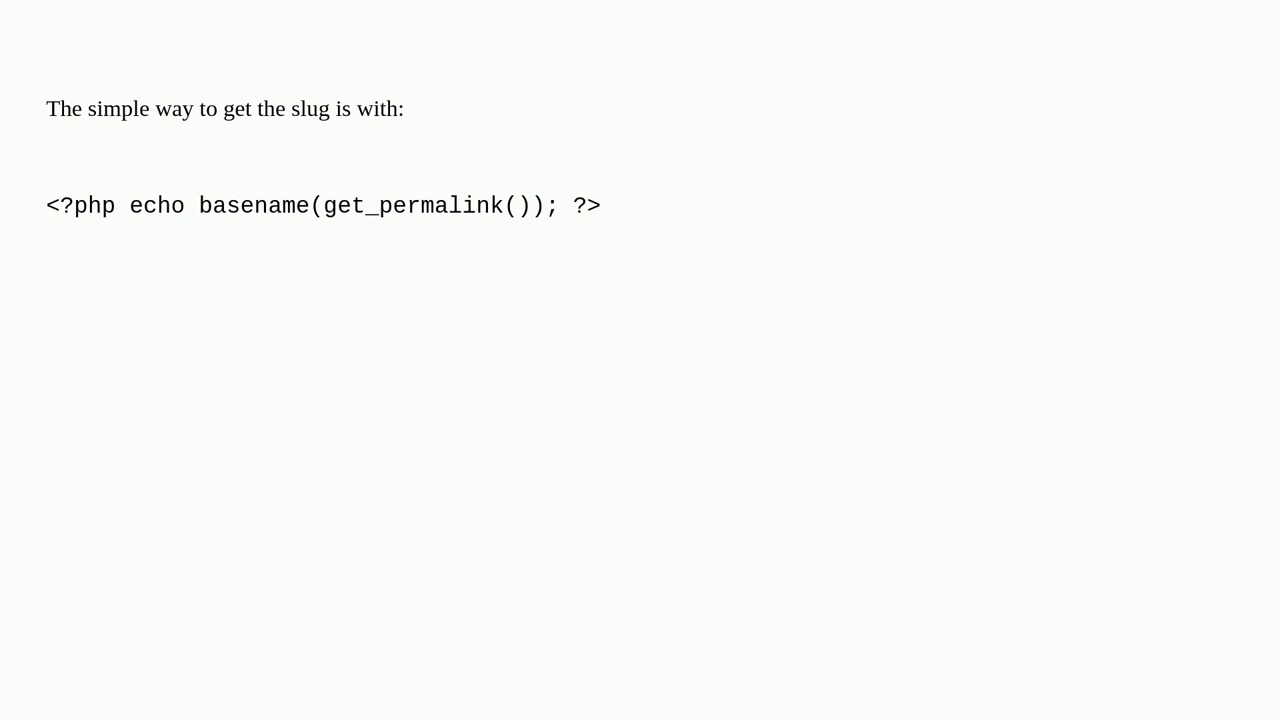 The simple way to get the slug is with:
<?php echo basename(get_permalink()); ?>